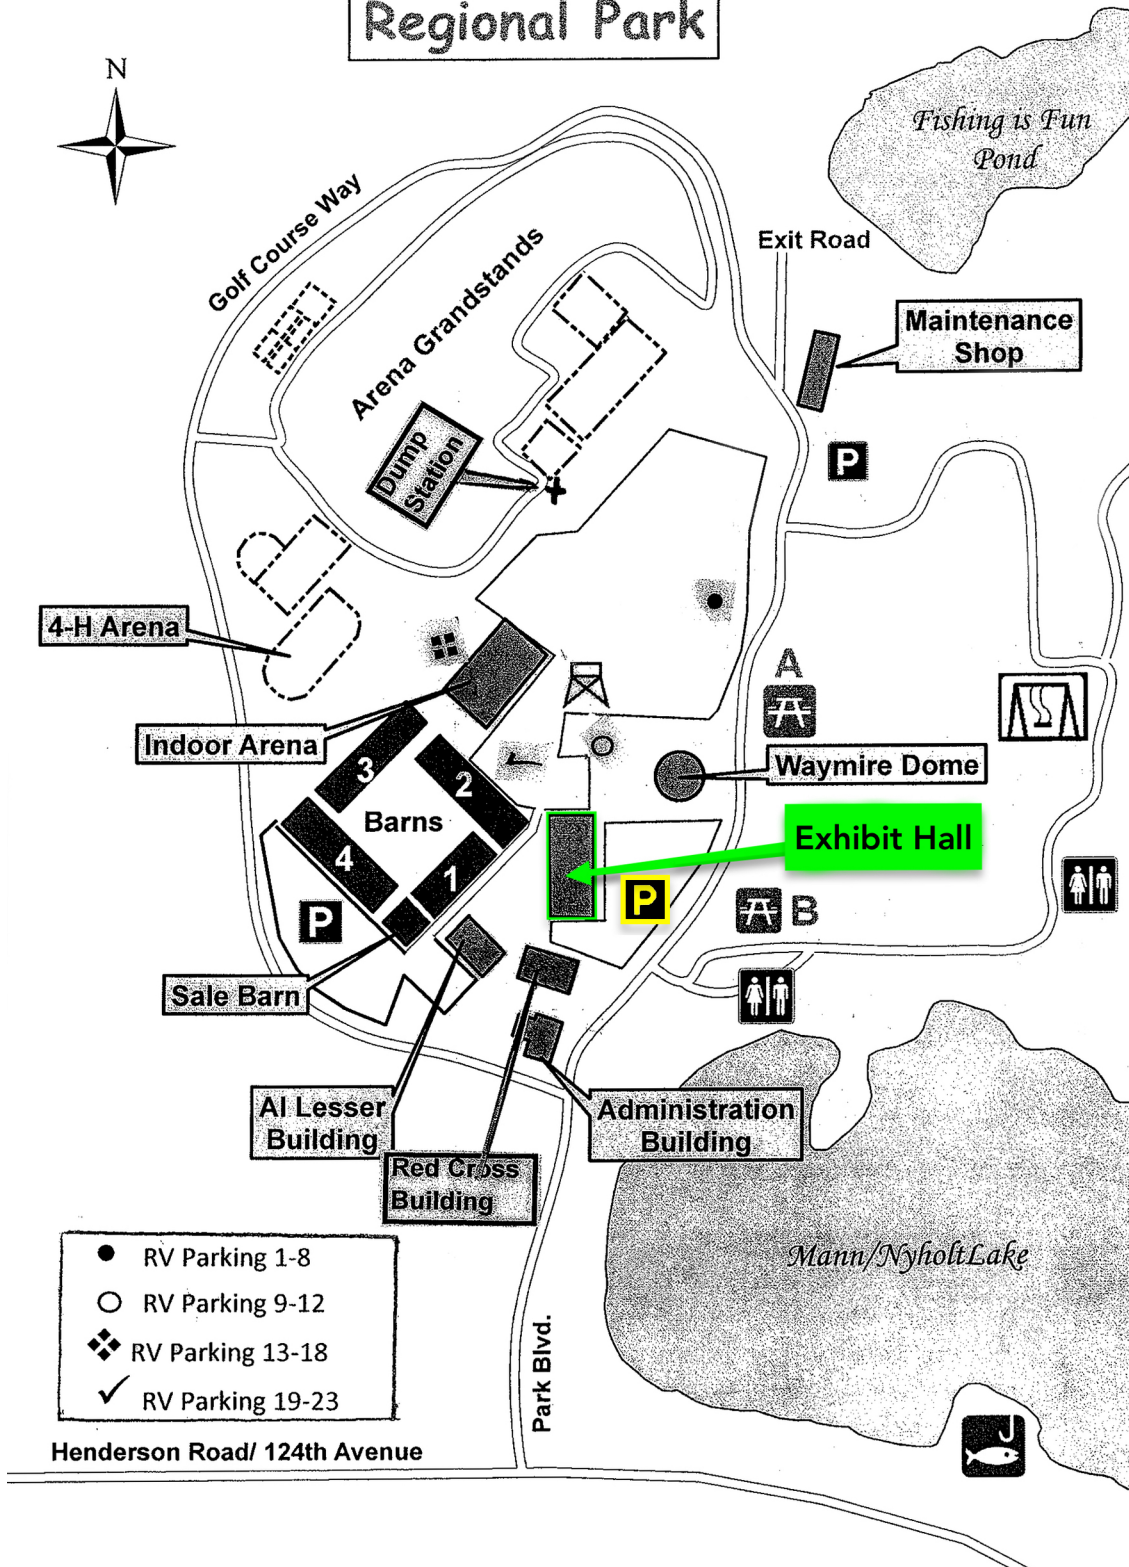 Regional Park
N
Fishing is Fun
Pond
Golf Course Way
Exit Road
Arena Grandstands
Maintenance
Shop
Dump
Station
P
4-H Arena
A
Indoor Arena
3
2
Waymire Dome
Barns
Exhibit Hall
4
1
P
P
B
Sale Barn
Al Lesser
Building
Administration
Building
Red Cross
Building
RV Parking 1-8
RV Parking 9-12
RV Parking 13-18
RV Parking 19-23
Mann/NyholtLake
Park Blvd.
Henderson Road/ 124th Avenue